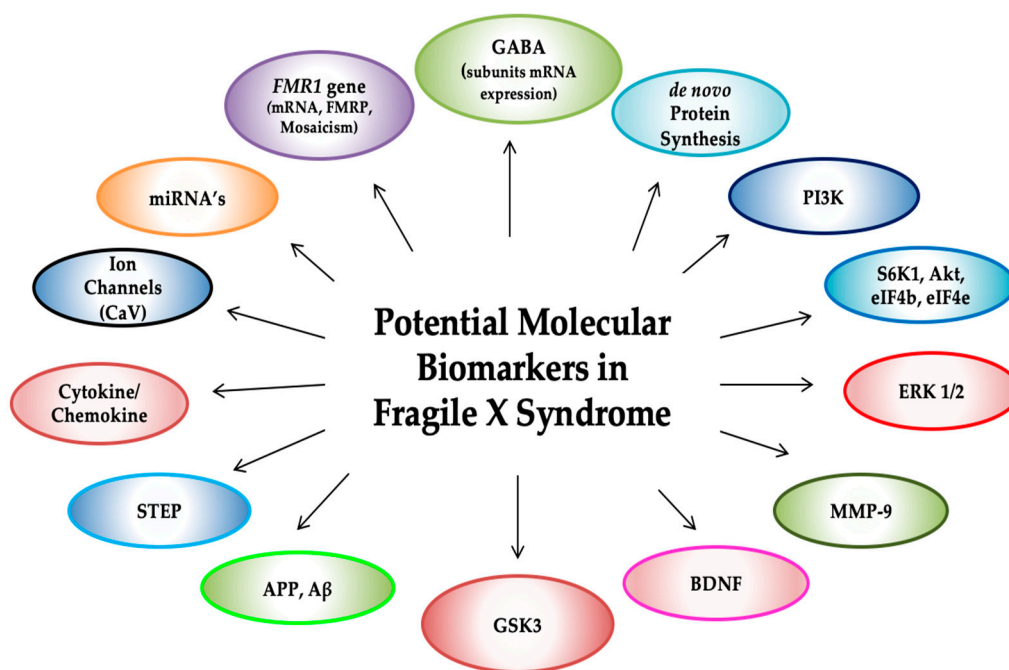 GABA
(subunits mRNA
expression)
FMR1 gene
(mRNA, FMRP,
Mosaicism)
de novo
Protein
Synthesis
miRNA's
PI3K
Ion
Channels
(CaV)
S6K1, Akt,
eIF4b, eIF4e
Potential Molecular
Biomarkers in
Fragile X Syndrome
Cytokine/
Chemokine
ERK 1/2
STEP
MMP-9
APP, Aβ
BDNF
GSK3